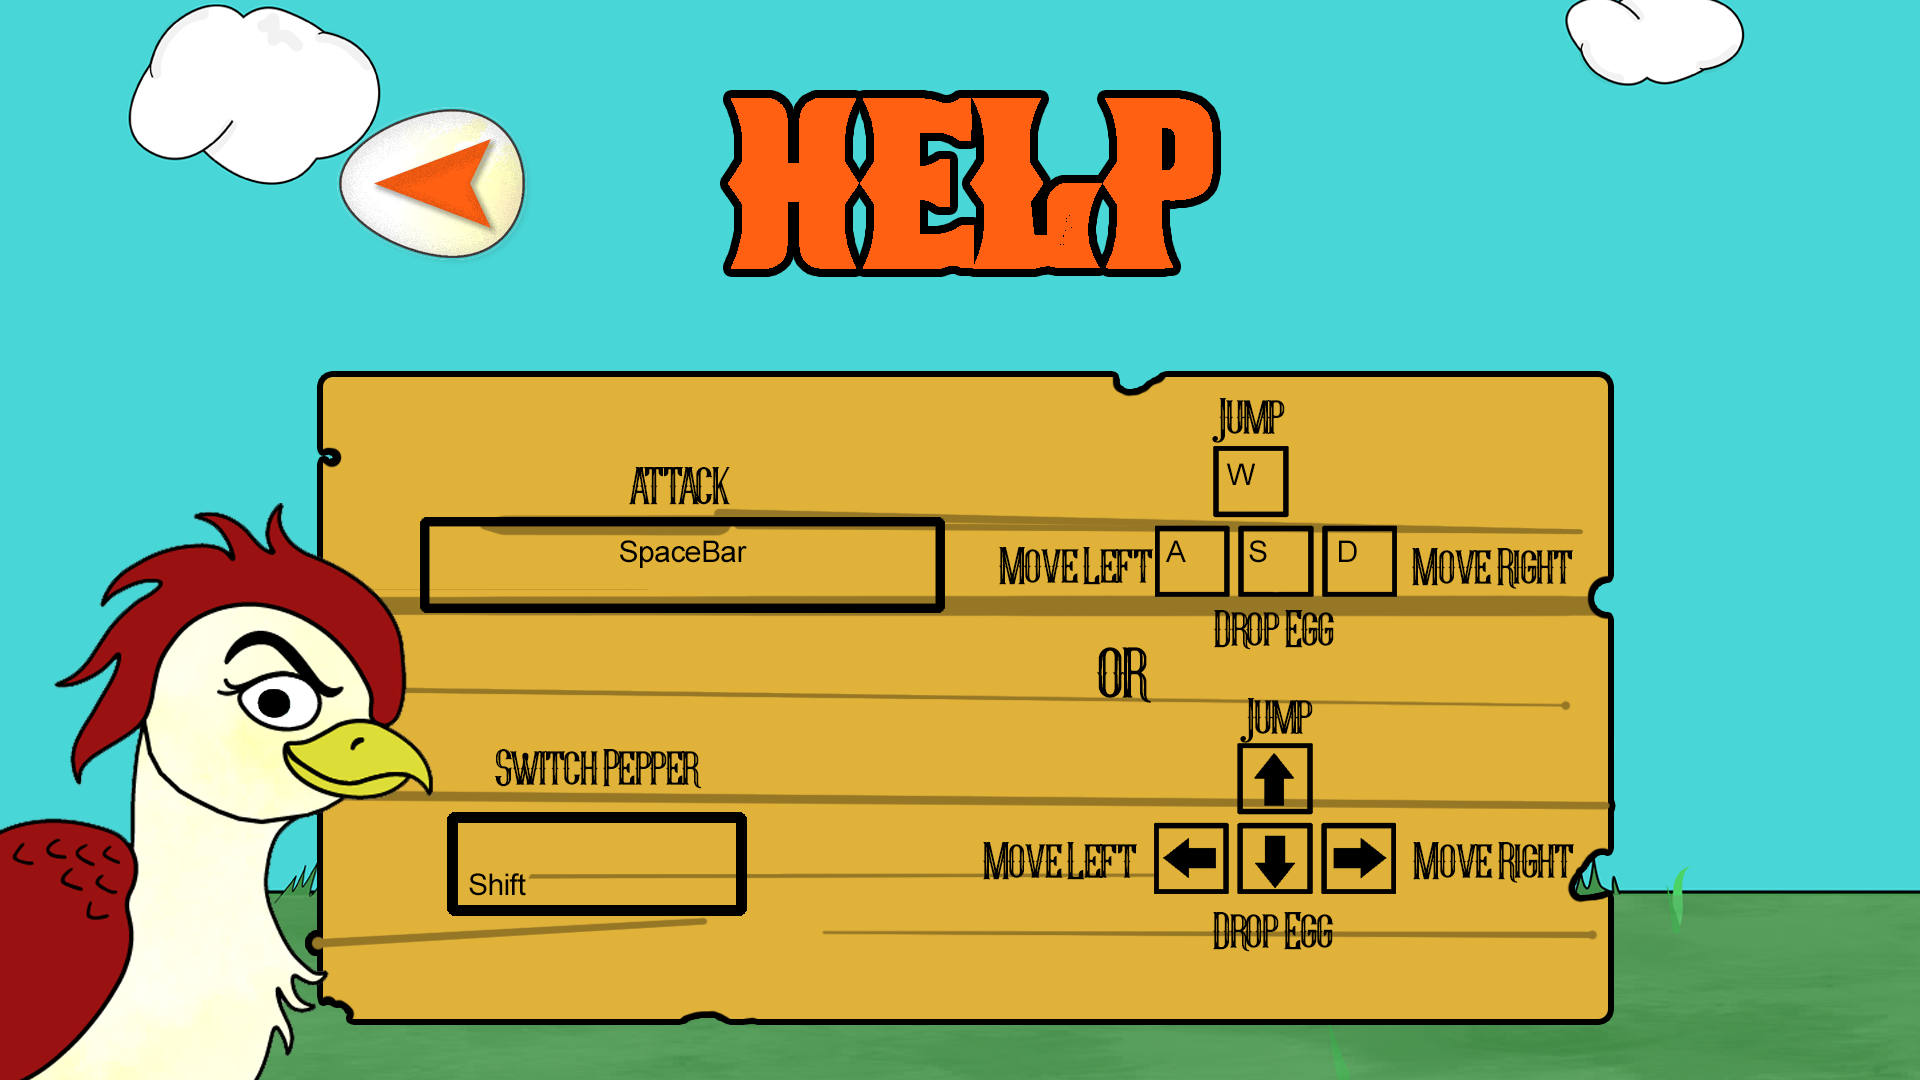 HELP
JUMP
W
ATTACK
SpaceBar
MOVE LEFT A S D MOVE RIGHT
DROP EGG
OR
JUMP
SWITCH PEPPER
MOVE LEFT MOVE RIGHT
Shift
DROP EGG